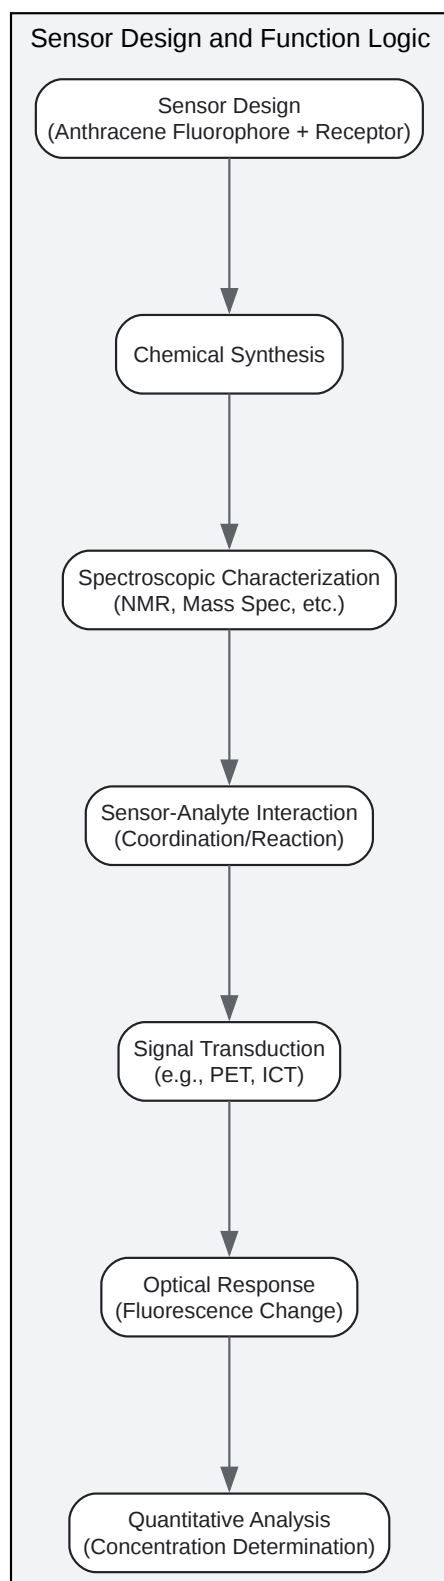 Sensor Design and Function Logic
Sensor Design
(Anthracene Fluorophore + Receptor)
Chemical Synthesis
Spectroscopic Characterization
(NMR, Mass Spec, etc.)
Sensor-Analyte Interaction
(Coordination/Reaction)
Signal Transduction
(e.g., PET, ICT)
Optical Response
(Fluorescence Change)
Quantitative Analysis
(Concentration Determination)